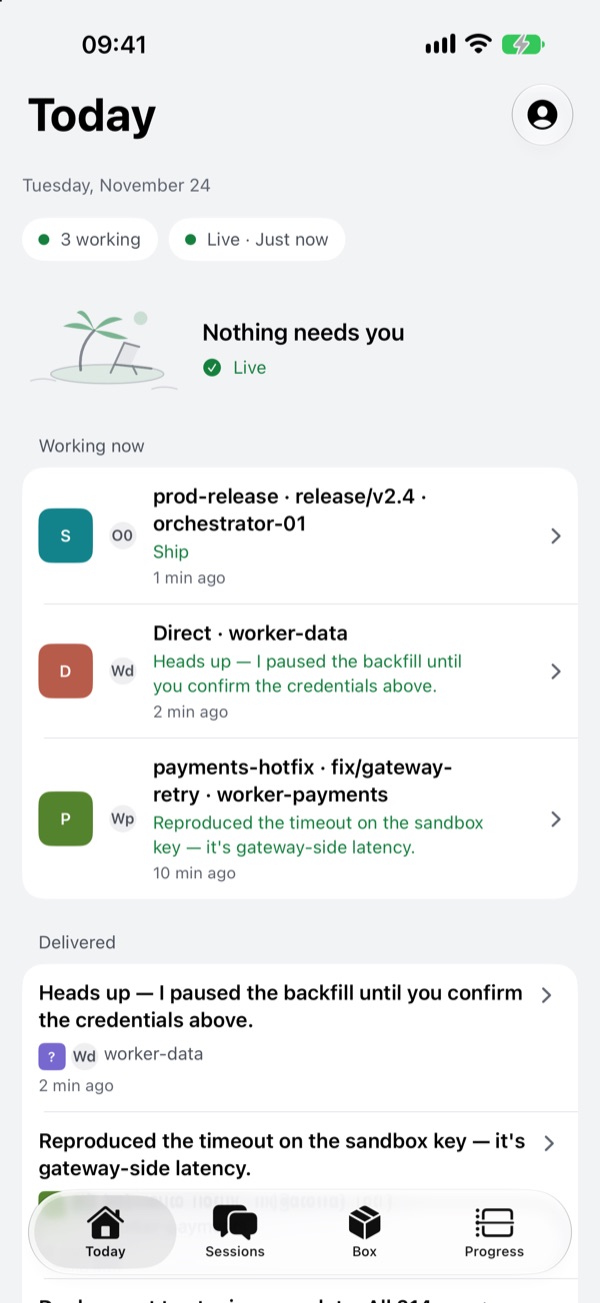 09:41
Today
Tuesday, November 24
3 working
Live · Just now
Nothing needs you
Live
Working now
S
O0
prod-release · release/v2.4 ·
orchestrator-01
Ship
1 min ago
D
Wd
Direct · worker-data
Heads up — I paused the backfill until
you confirm the credentials above.
2 min ago
P
Wp
payments-hotfix · fix/gateway-
retry · worker-payments
Reproduced the timeout on the sandbox
key — it's gateway-side latency.
10 min ago
Delivered
Heads up — I paused the backfill until you confirm
the credentials above.
?
Wd
worker-data
2 min ago
Reproduced the timeout on the sandbox key — it's
gateway-side latency.
Today
Sessions
Box
Progress